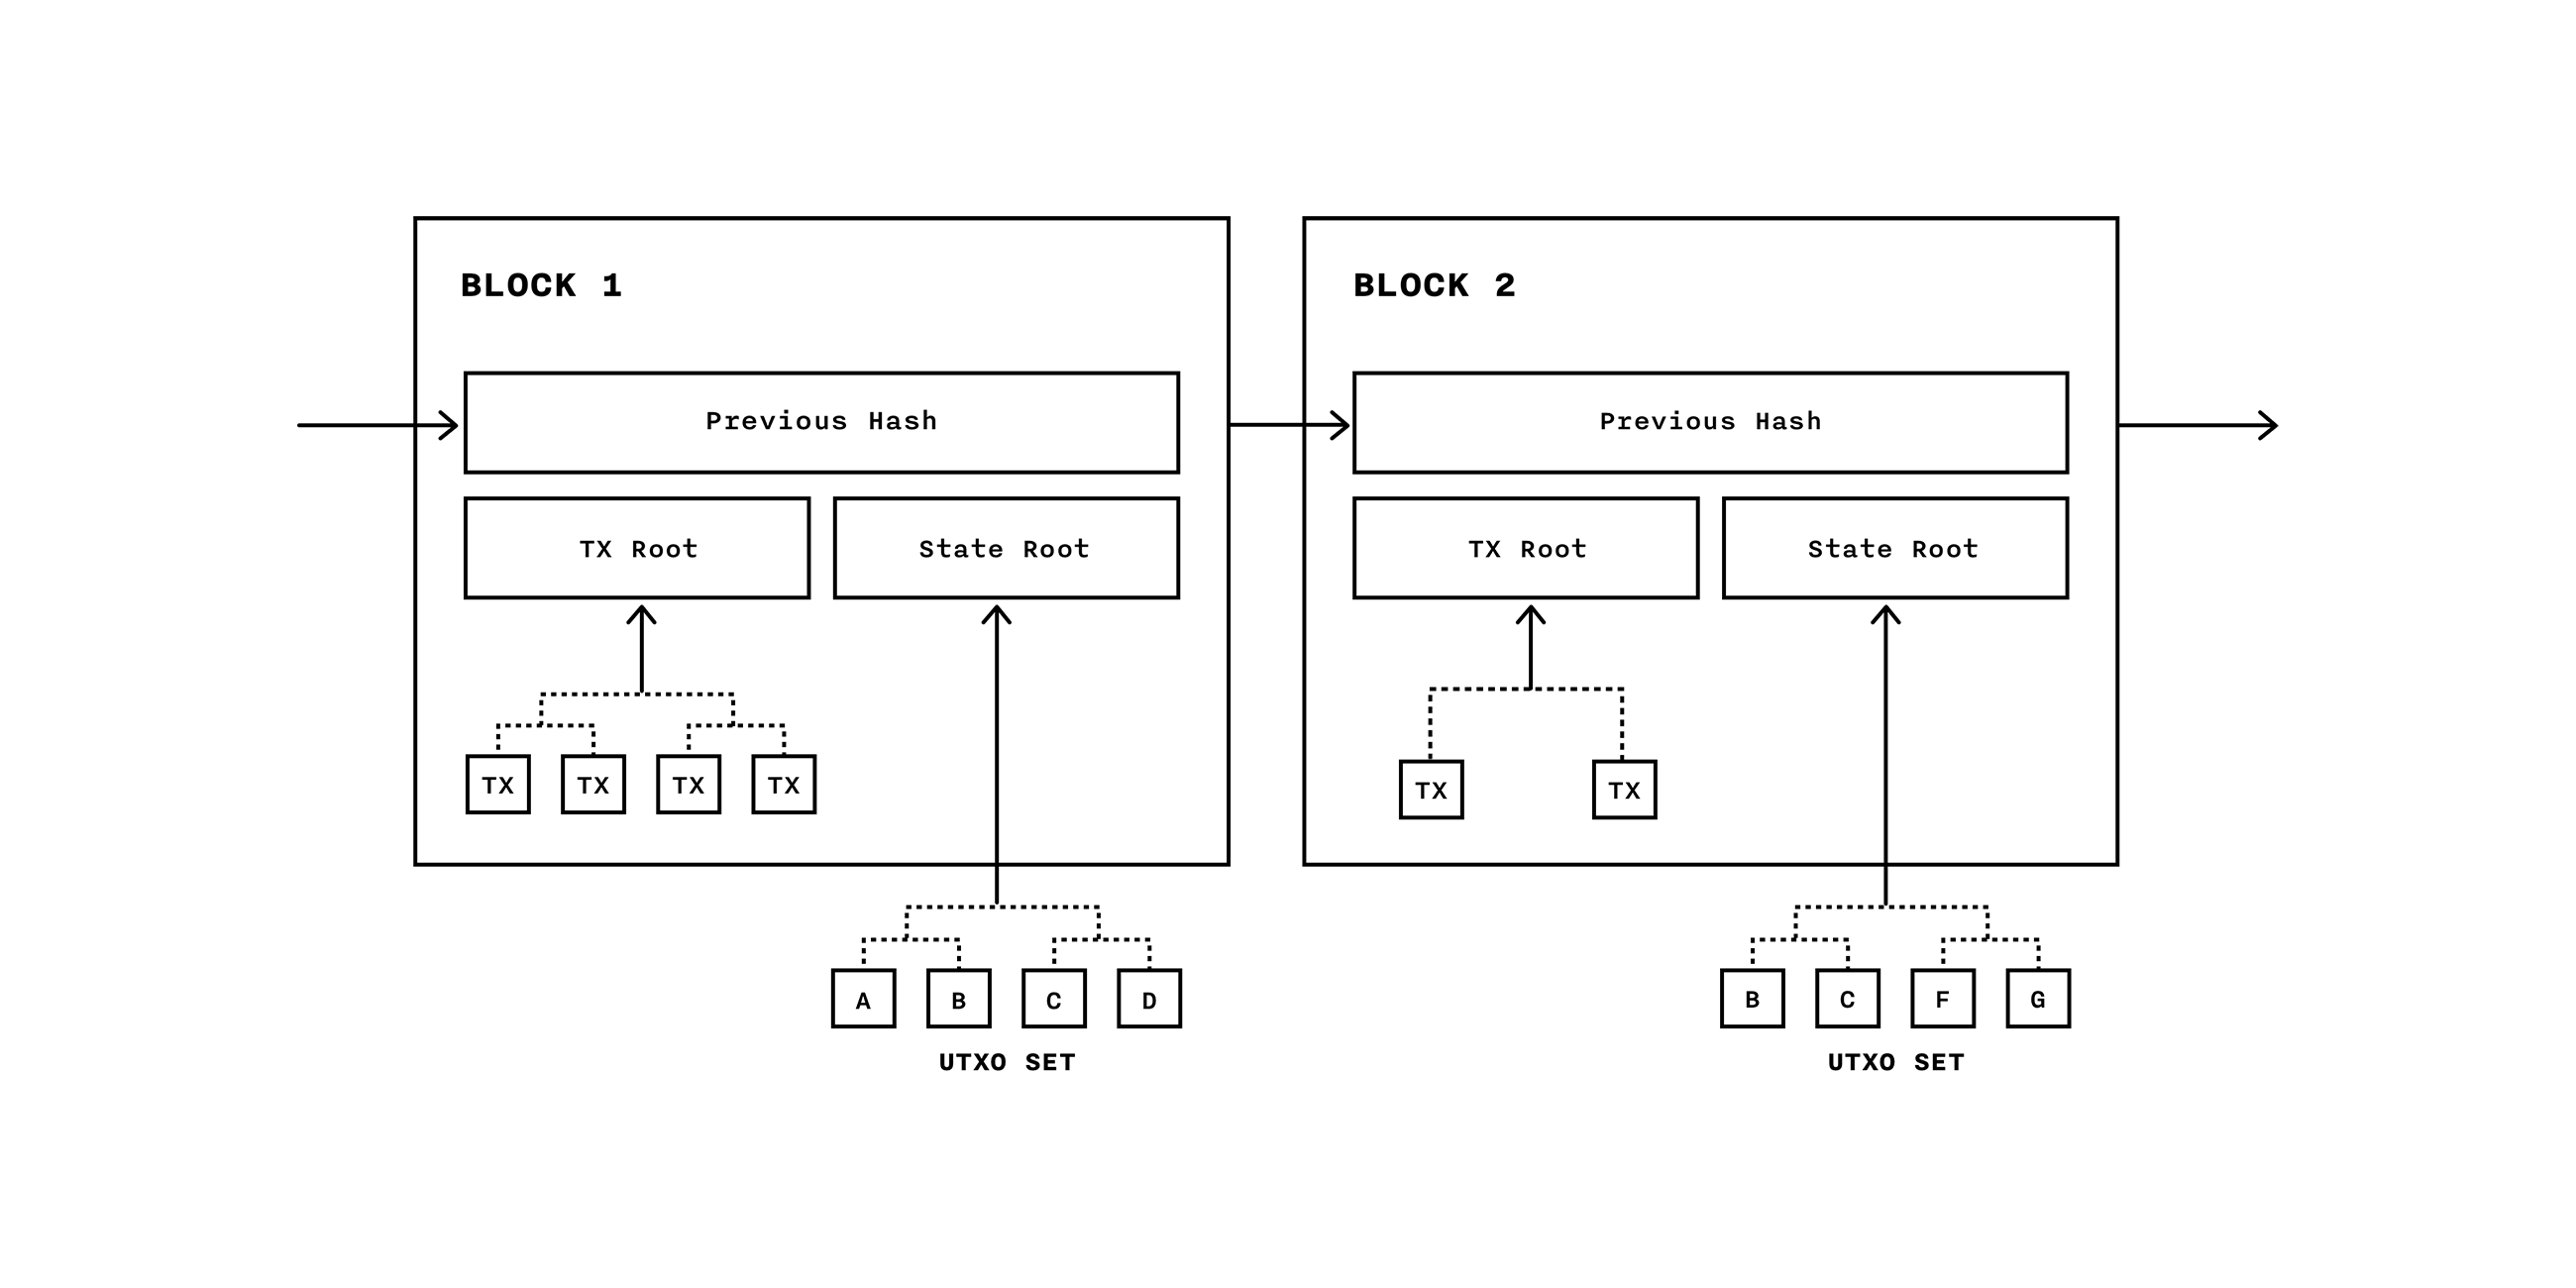 BLOCK 1
Previous Hash
TX Root
State Root
TX
TX
TX
TX
A
B
C
D
UTXO SET
BLOCK 2
Previous Hash
TX Root
State Root
TX
TX
B
C
F
G
UTXO SET